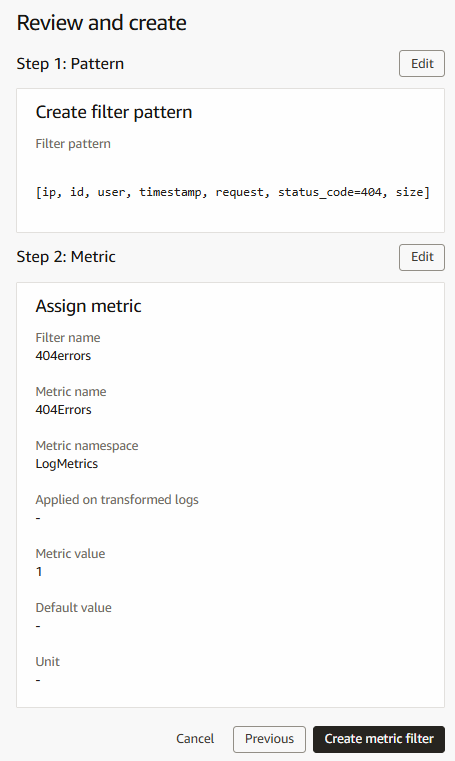 Review and create
Step 1: Pattern
Edit
Create filter pattern
Filter pattern
[ip, id, user, timestamp, request, status_code=404, size]
Step 2: Metric
Edit
Assign metric
Filter name
404errors
Metric name
404Errors
Metric namespace
LogMetrics
Applied on transformed logs
-
Metric value
1
Default value
-
Unit
-
Cancel
Previous
Create metric filter